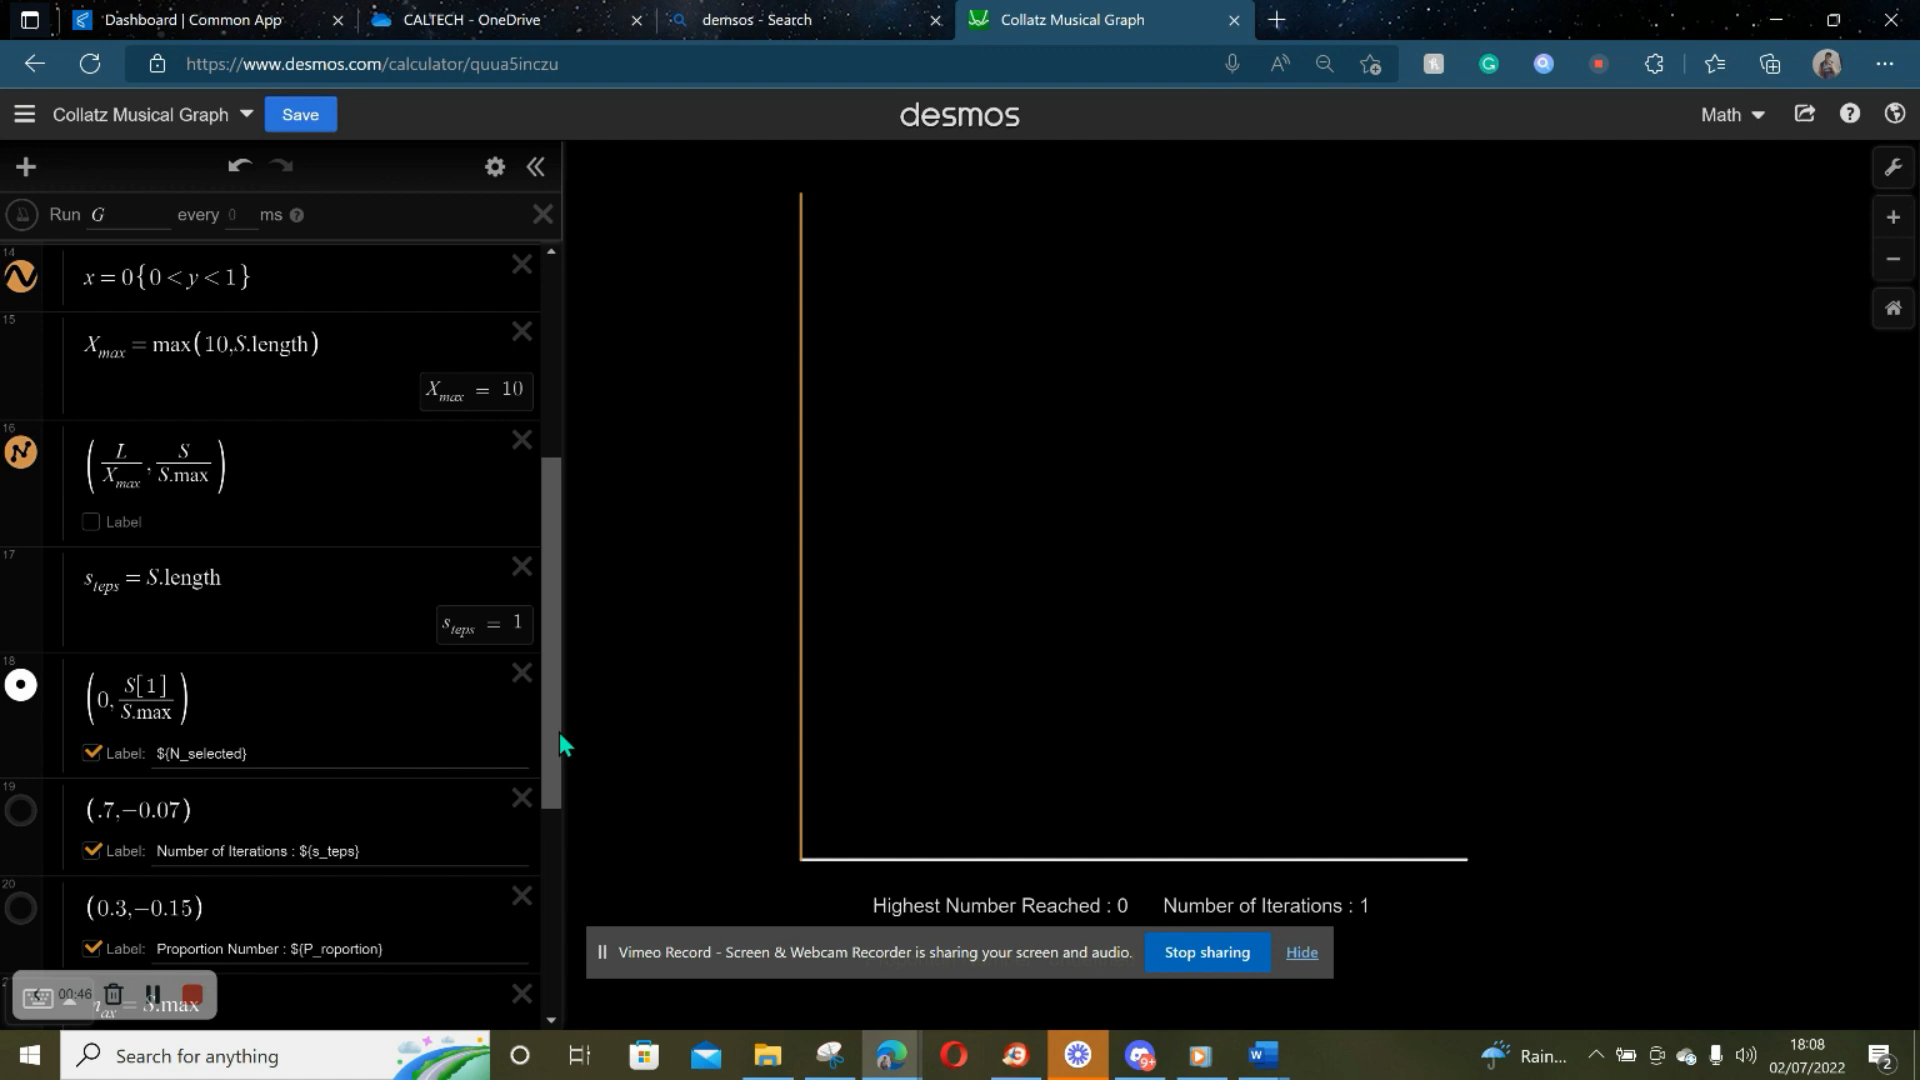 Dashboard | Common App
CALTECH - OneDrive
demsos - Search
Collatz Musical Graph
https://www.desmos.com/calculator/quua5inczu
Collatz Musical Graph
Save
desmos
Math
Run G every 0 ms
14
x = 0{0 < y < 1}
15
X_max = max(10,S.length)
X_max = 10
16
(L/X_max, S/S.max)
Label
17
s_teps = S.length
s_teps = 1
18
(0, S[1]/S.max)
Label: ${N_selected}
19
(.7,−0.07)
Label: Number of Iterations : ${s_teps}
20
(0.3,−0.15)
Label: Proportion Number : ${P_roportion}
= S.max
00:46
Highest Number Reached : 0
Number of Iterations : 1
Vimeo Record - Screen & Webcam Recorder is sharing your screen and audio.
Stop sharing
Hide
Search for anything
9+
Rain...
18:08
02/07/2022
2